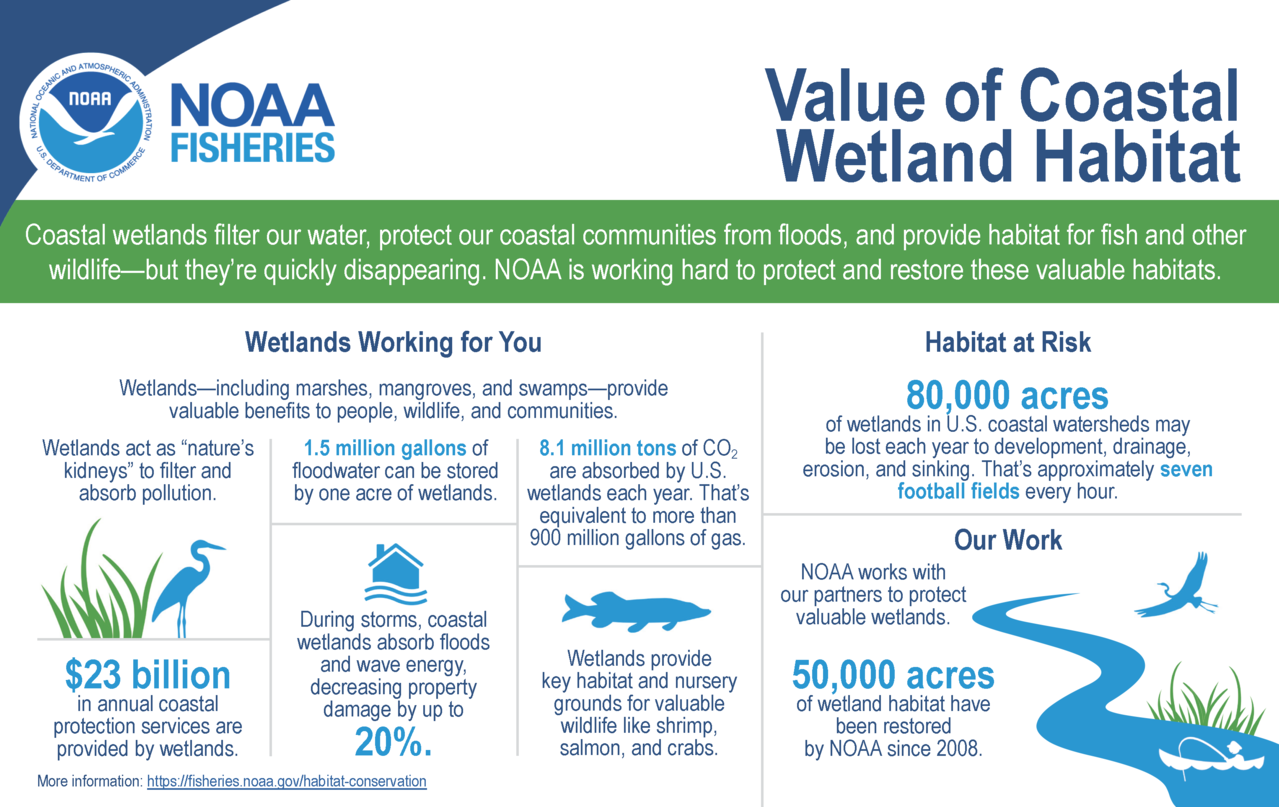 NATIONAL OCEANIC AND ATMOSPHERIC ADMINISTRATION
U.S. DEPARTMENT OF COMMERCE
NOAA
NOAA
FISHERIES
Value of Coastal
Wetland Habitat
Coastal wetlands filter our water, protect our coastal communities from floods, and provide habitat for fish and other
wildlife—but they're quickly disappearing. NOAA is working hard to protect and restore these valuable habitats.
Wetlands Working for You
Wetlands—including marshes, mangroves, and swamps—provide
valuable benefits to people, wildlife, and communities.
Wetlands act as “nature's
kidneys” to filter and
absorb pollution.
$23 billion
in annual coastal
protection services are
provided by wetlands.
1.5 million gallons of
floodwater can be stored
by one acre of wetlands.
During storms, coastal
wetlands absorb floods
and wave energy,
decreasing property
damage by up to
20%.
8.1 million tons of CO₂
are absorbed by U.S.
wetlands each year. That's
equivalent to more than
900 million gallons of gas.
Wetlands provide
key habitat and nursery
grounds for valuable
wildlife like shrimp,
salmon, and crabs.
Habitat at Risk
80,000 acres
of wetlands in U.S. coastal watersheds may
be lost each year to development, drainage,
erosion, and sinking. That's approximately seven
football fields every hour.
Our Work
NOAA works with
our partners to protect
valuable wetlands.
50,000 acres
of wetland habitat have
been restored
by NOAA since 2008.
More information: https://fisheries.noaa.gov/habitat-conservation